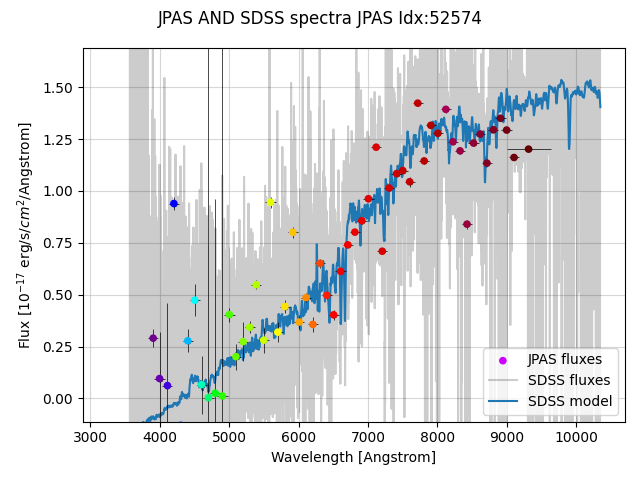 JPAS AND SDSS spectra JPAS Idx:52574
Flux [10⁻¹⁷ erg/s/cm²/Angstrom]
1.50
1.25
1.00
0.75
0.50
0.25
0.00
JPAS fluxes
SDSS fluxes
SDSS model
3000 4000 5000 6000 7000 8000 9000 10000
Wavelength [Angstrom]